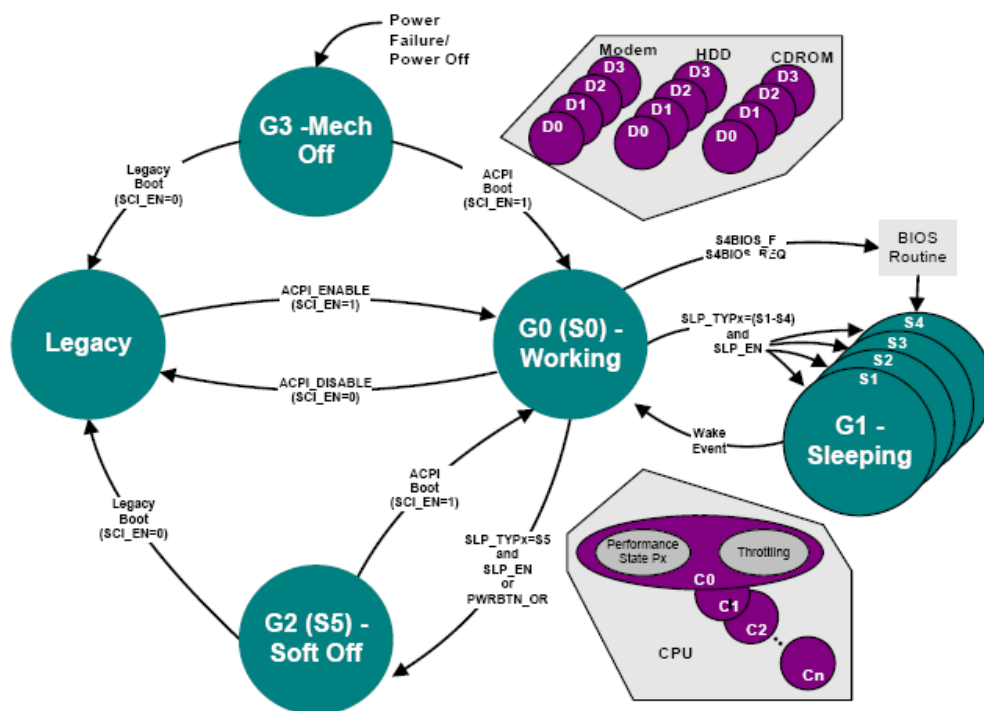 Power
Failure/
Power Off
Modem
HDD
CDROM
D3
D2
D1
D0
D3
D2
D1
D0
D3
D2
D1
D0
G3 -Mech
Off
Legacy
Boot
(SCI_EN=0)
ACPI
Boot
(SCI_EN=1)
S4BIOS_F
S4BIOS_REQ
BIOS
Routine
ACPI_ENABLE
(SCI_EN=1)
Legacy
G0 (S0) -
Working
SLP_TYPx=(S1-S4)
and
SLP_EN
S4
S3
S2
S1
G1 -
Sleeping
ACPI_DISABLE
(SCI_EN=0)
Wake
Event
ACPI
Boot
(SCI_EN=1)
Legacy
Boot
(SCI_EN=0)
SLP_TYPx=S5
and
SLP_EN
or
PWRBTN_OR
G2 (S5) -
Soft Off
Performance
State Px
Throttling
C0
C1
C2
Cn
CPU